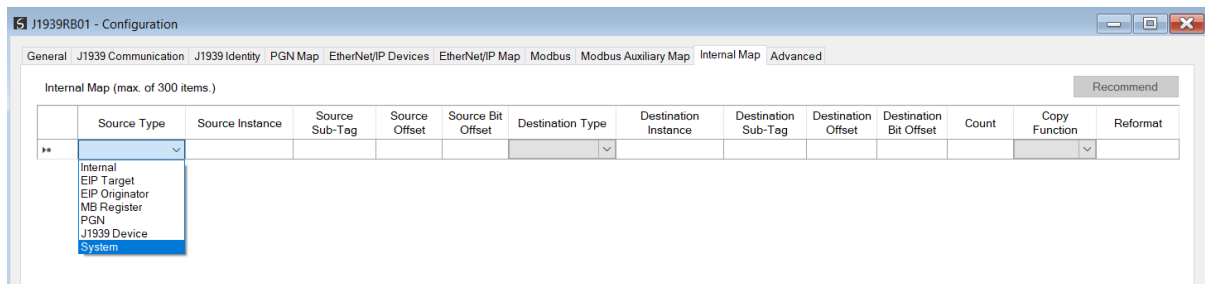 J1939RB01 - Configuration
General J1939 Communication J1939 Identity PGN Map EtherNet/IP Devices EtherNet/IP Map Modbus Modbus Auxiliary Map Internal Map Advanced
Internal Map (max. of 300 items.)
Recommend
Source Type Source Instance Source Sub-Tag Source Offset Source Bit Offset Destination Type Destination Instance Destination Sub-Tag Destination Offset Destination Bit Offset Count Copy Function Reformat
Internal
EIP Target
EIP Originator
MB Register
PGN
J1939 Device
System